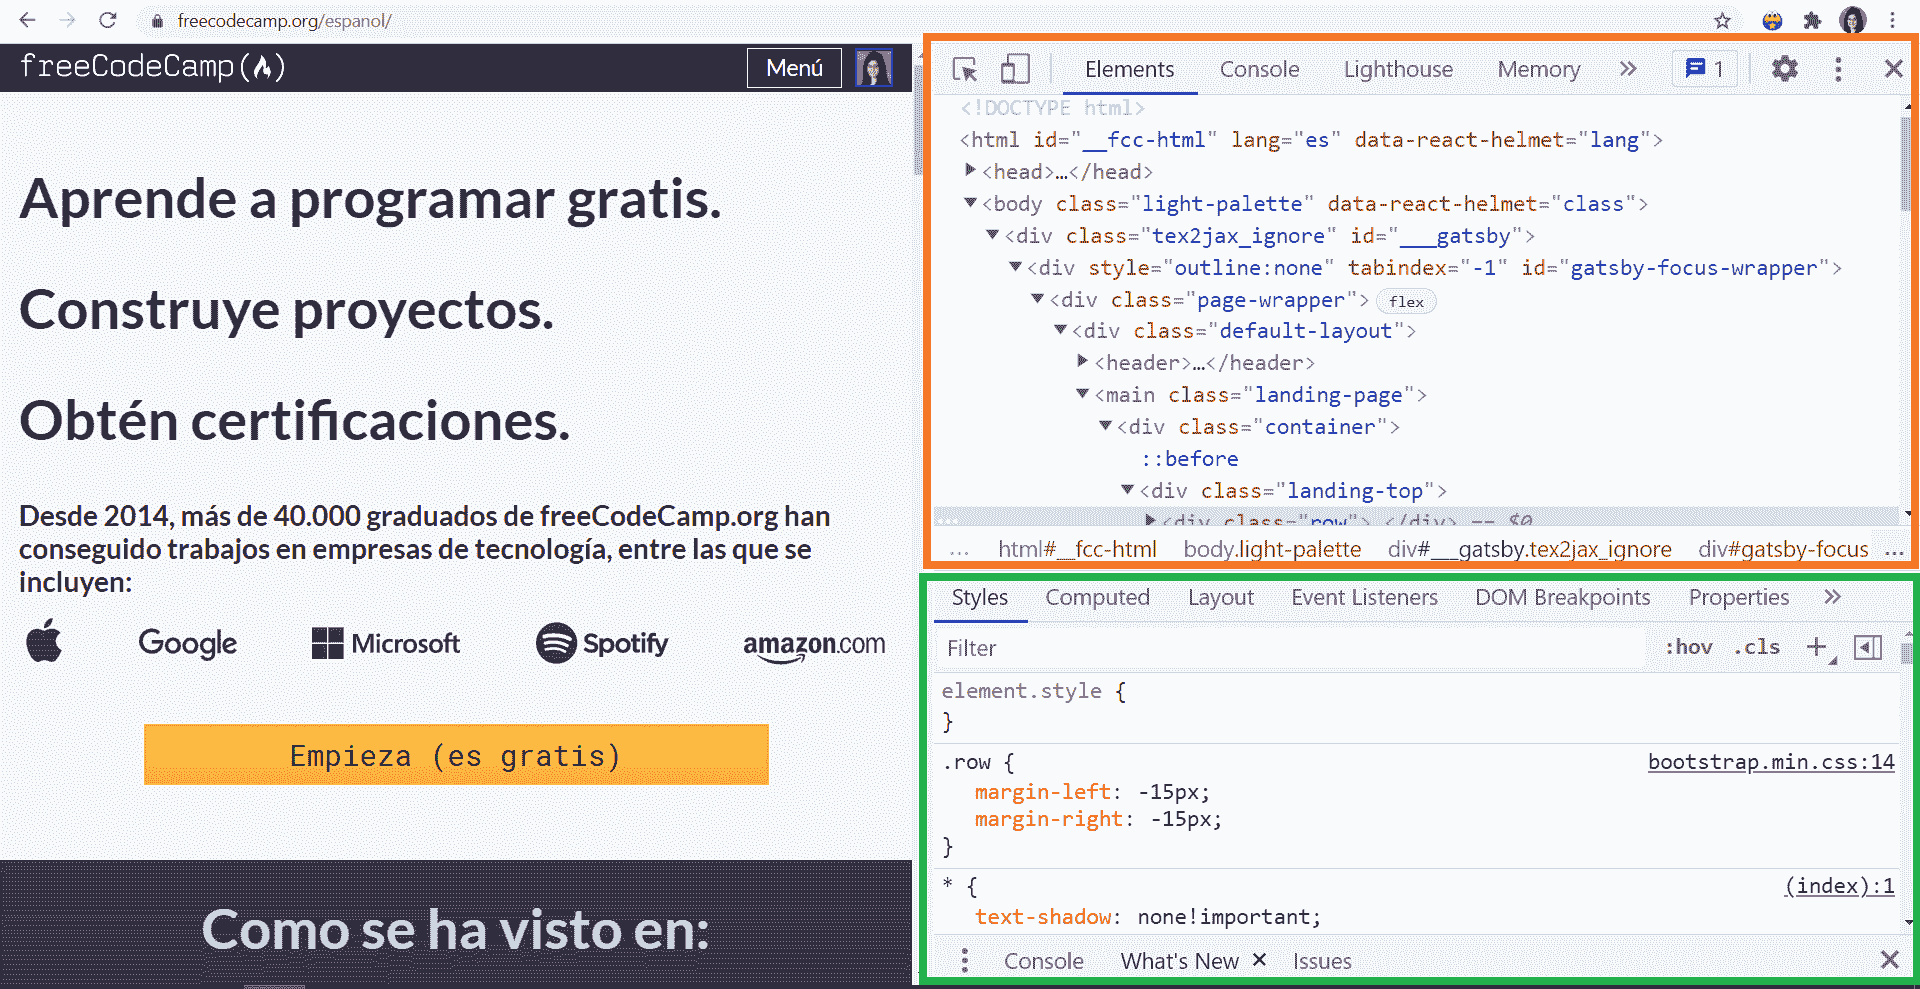 freecodecamp.org/espanol/
freeCodeCamp(🔥)
Menú
Aprende a programar gratis.
Construye proyectos.
Obtén certificaciones.
Desde 2014, más de 40.000 graduados de freeCodeCamp.org han
conseguido trabajos en empresas de tecnología, entre las que se
incluyen:
Google Microsoft Spotify amazon.com
Empieza (es gratis)
Como se ha visto en:
Elements Console Lighthouse Memory » 1
<!DOCTYPE html>
<html id="__fcc-html" lang="es" data-react-helmet="lang">
<head>…</head>
<body class="light-palette" data-react-helmet="class">
<div class="tex2jax_ignore" id="___gatsby">
<div style="outline:none" tabindex="-1" id="gatsby-focus-wrapper">
<div class="page-wrapper"> flex
<div class="default-layout">
<header>…</header>
<main class="landing-page">
<div class="container">
::before
<div class="landing-top">
<div class="row"> </div> == $0
... html#__fcc-html body.light-palette div#___gatsby.tex2jax_ignore div#gatsby-focus ...
Styles Computed Layout Event Listeners DOM Breakpoints Properties »
Filter :hov .cls +
element.style {
}
.row { bootstrap.min.css:14
margin-left: -15px;
margin-right: -15px;
}
* { (index):1
text-shadow: none!important;
Console What's New × Issues